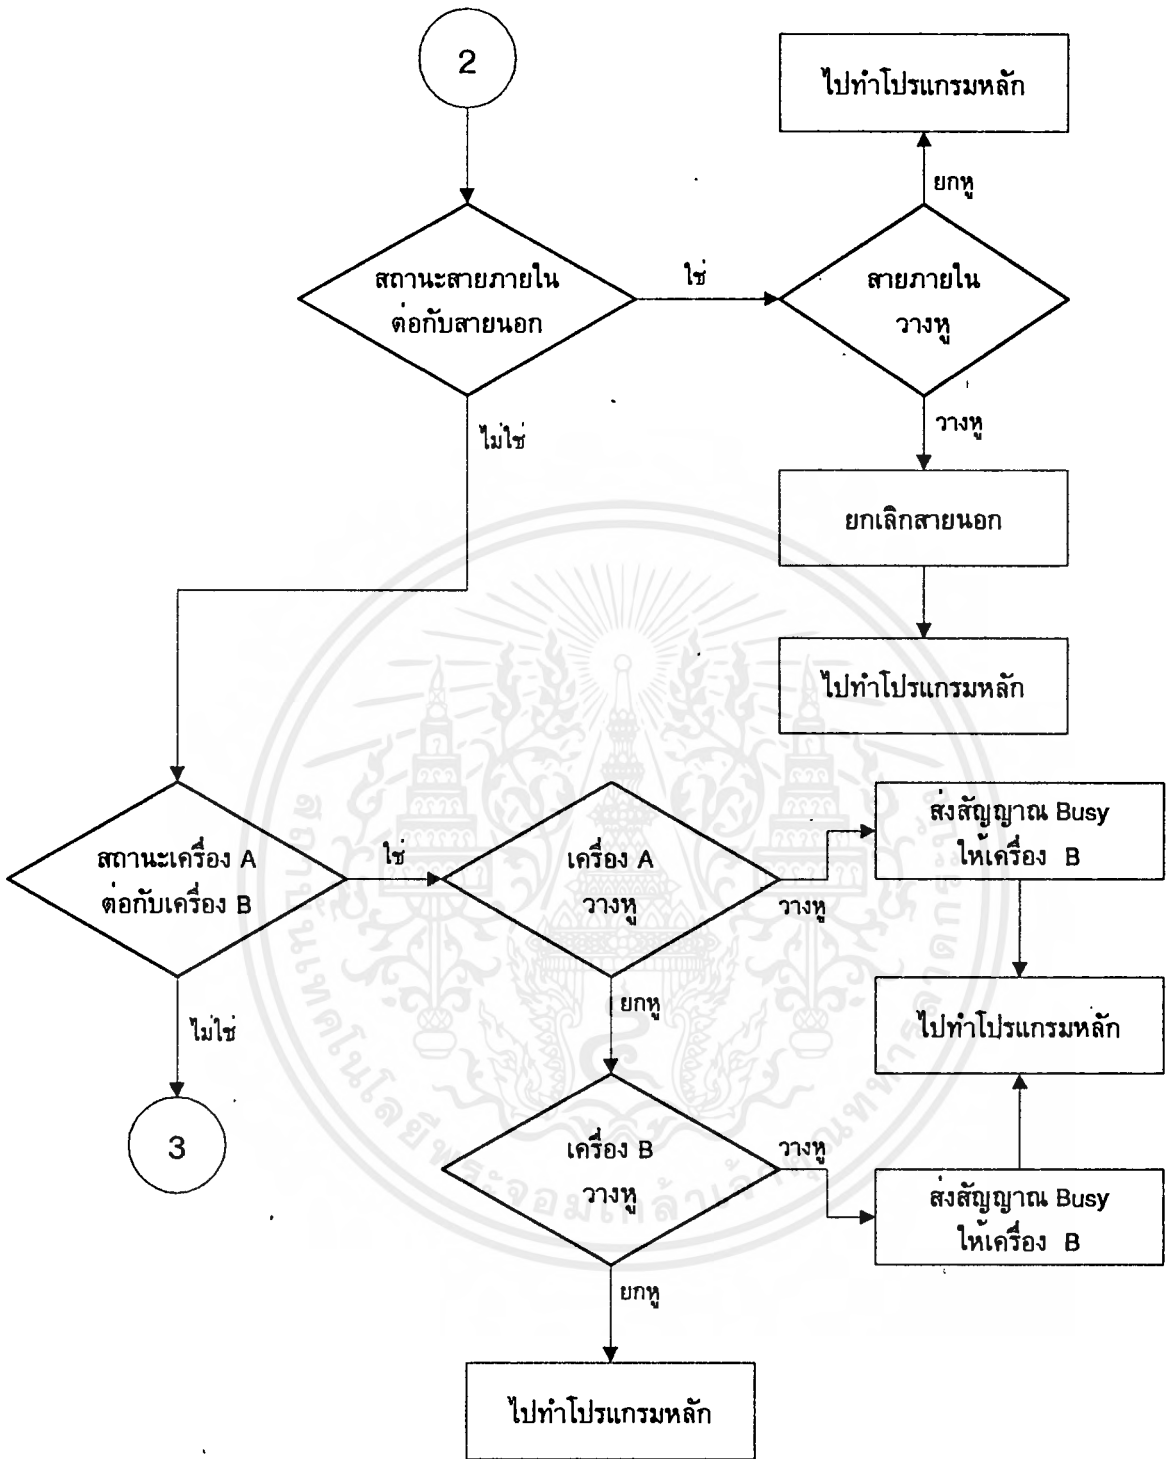 2
ไปทำโปรแกรมหลัก
ยกหู
สถานะสายภายใน
ต่อกับสายนอก
ใช่
สายภายใน
วางหู
วางหู
ไม่ใช่
ยกเลิกสายนอก
ไปทำโปรแกรมหลัก
สถานะเครื่อง A
ต่อกับเครื่อง B
ใช่
เครื่อง A
วางหู
วางหู
ส่งสัญญาณ Busy
ให้เครื่อง B
ยกหู
ไปทำโปรแกรมหลัก
ไม่ใช่
3
เครื่อง B
วางหู
วางหู
ส่งสัญญาณ Busy
ให้เครื่อง B
ยกหู
ไปทำโปรแกรมหลัก